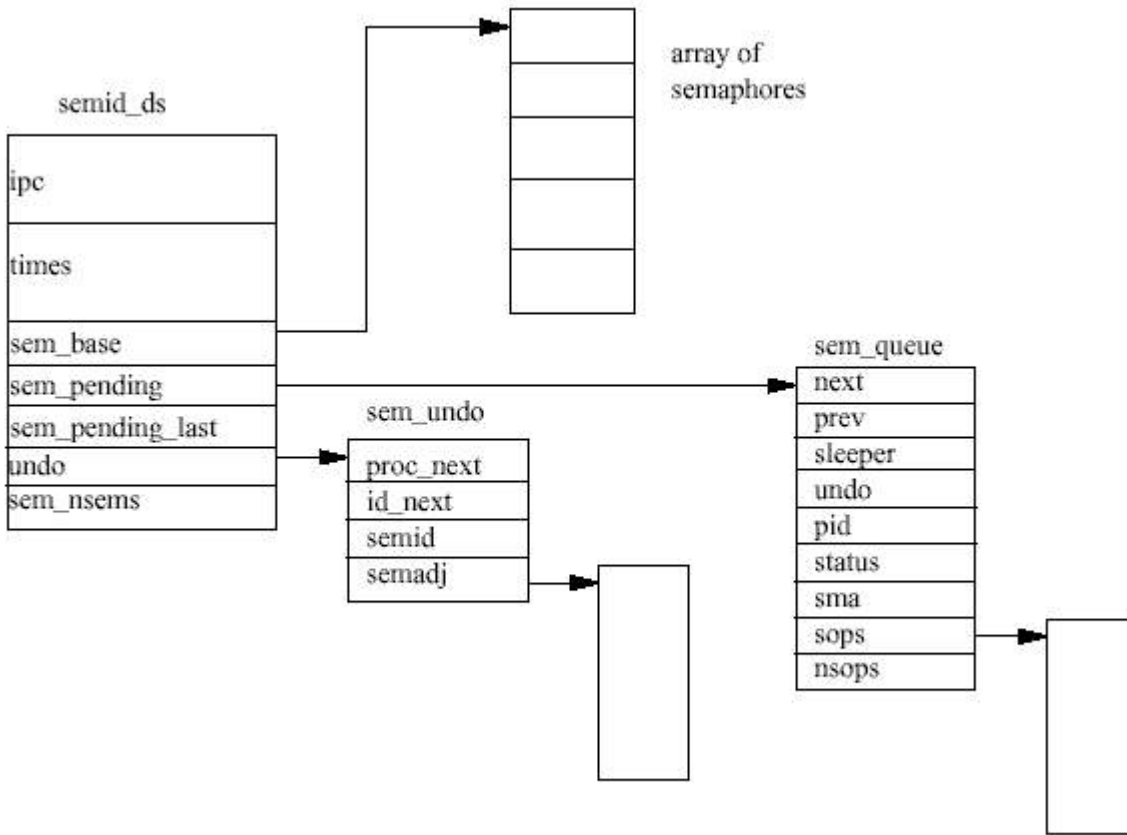 array of
semaphores
semid_ds
ipc
times
sem_base
sem_pending
sem_pending_last
undo
sem_nsems
sem_undo
proc_next
id_next
semid
semadj
sem_queue
next
prev
sleeper
undo
pid
status
sma
sops
nsops